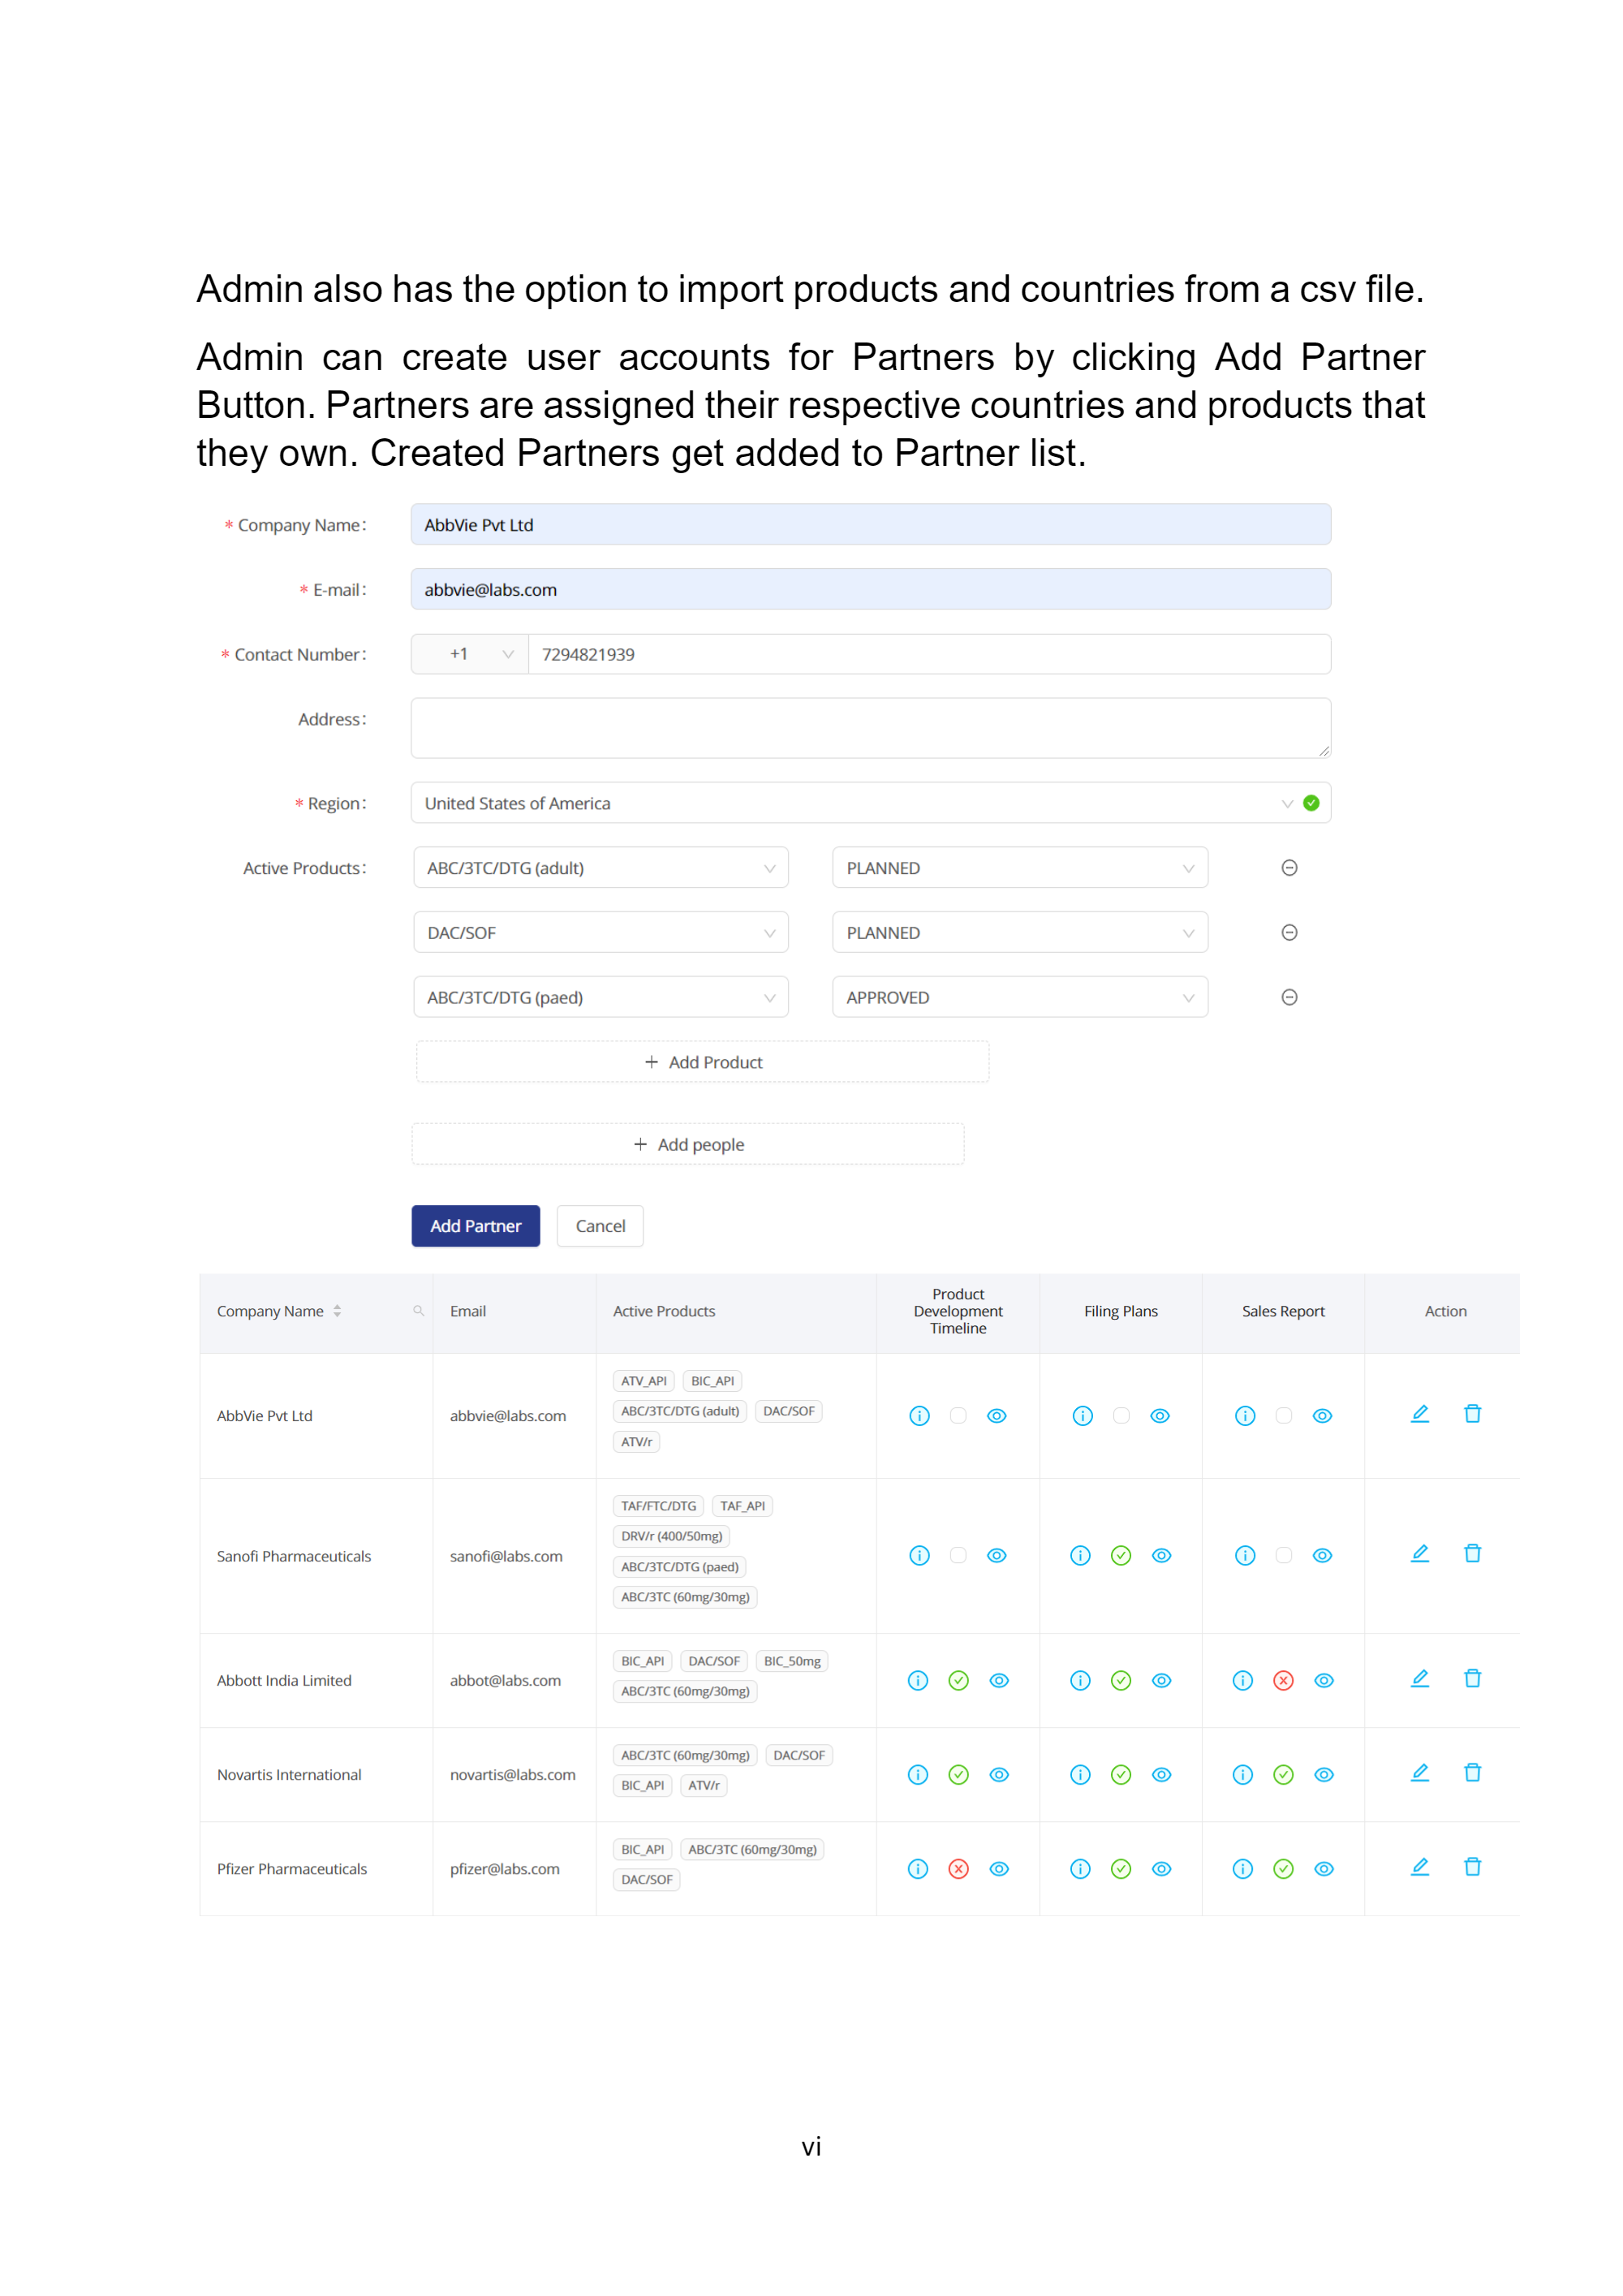 Admin also has the option to import products and countries from a csv file.
Admin can create user accounts for Partners by clicking Add Partner
Button. Partners are assigned their respective countries and products that
they own. Created Partners get added to Partner list.
* Company Name: AbbVie Pvt Ltd
* E-mail: abbvie@labs.com
* Contact Number: +1 7294821939
Address:
* Region: United States of America
Active Products: ABC/3TC/DTG (adult) PLANNED
DAC/SOF PLANNED
ABC/3TC/DTG (paed) APPROVED
+ Add Product
+ Add people
Add Partner Cancel
Company Name Email Active Products Product Development Timeline Filing Plans Sales Report Action
AbbVie Pvt Ltd abbvie@labs.com
ATV_API BIC_API
ABC/3TC/DTG (adult) DAC/SOF
ATV/r
Sanofi Pharmaceuticals sanofi@labs.com
TAF/FTC/DTG TAF_API
DRV/r (400/50mg)
ABC/3TC/DTG (paed)
ABC/3TC (60mg/30mg)
Abbott India Limited abbot@labs.com
BIC_API DAC/SOF BIC_50mg
ABC/3TC (60mg/30mg)
Novartis International novartis@labs.com
ABC/3TC (60mg/30mg) DAC/SOF
BIC_API ATV/r
Pfizer Pharmaceuticals pfizer@labs.com
BIC_API ABC/3TC (60mg/30mg)
DAC/SOF
vi